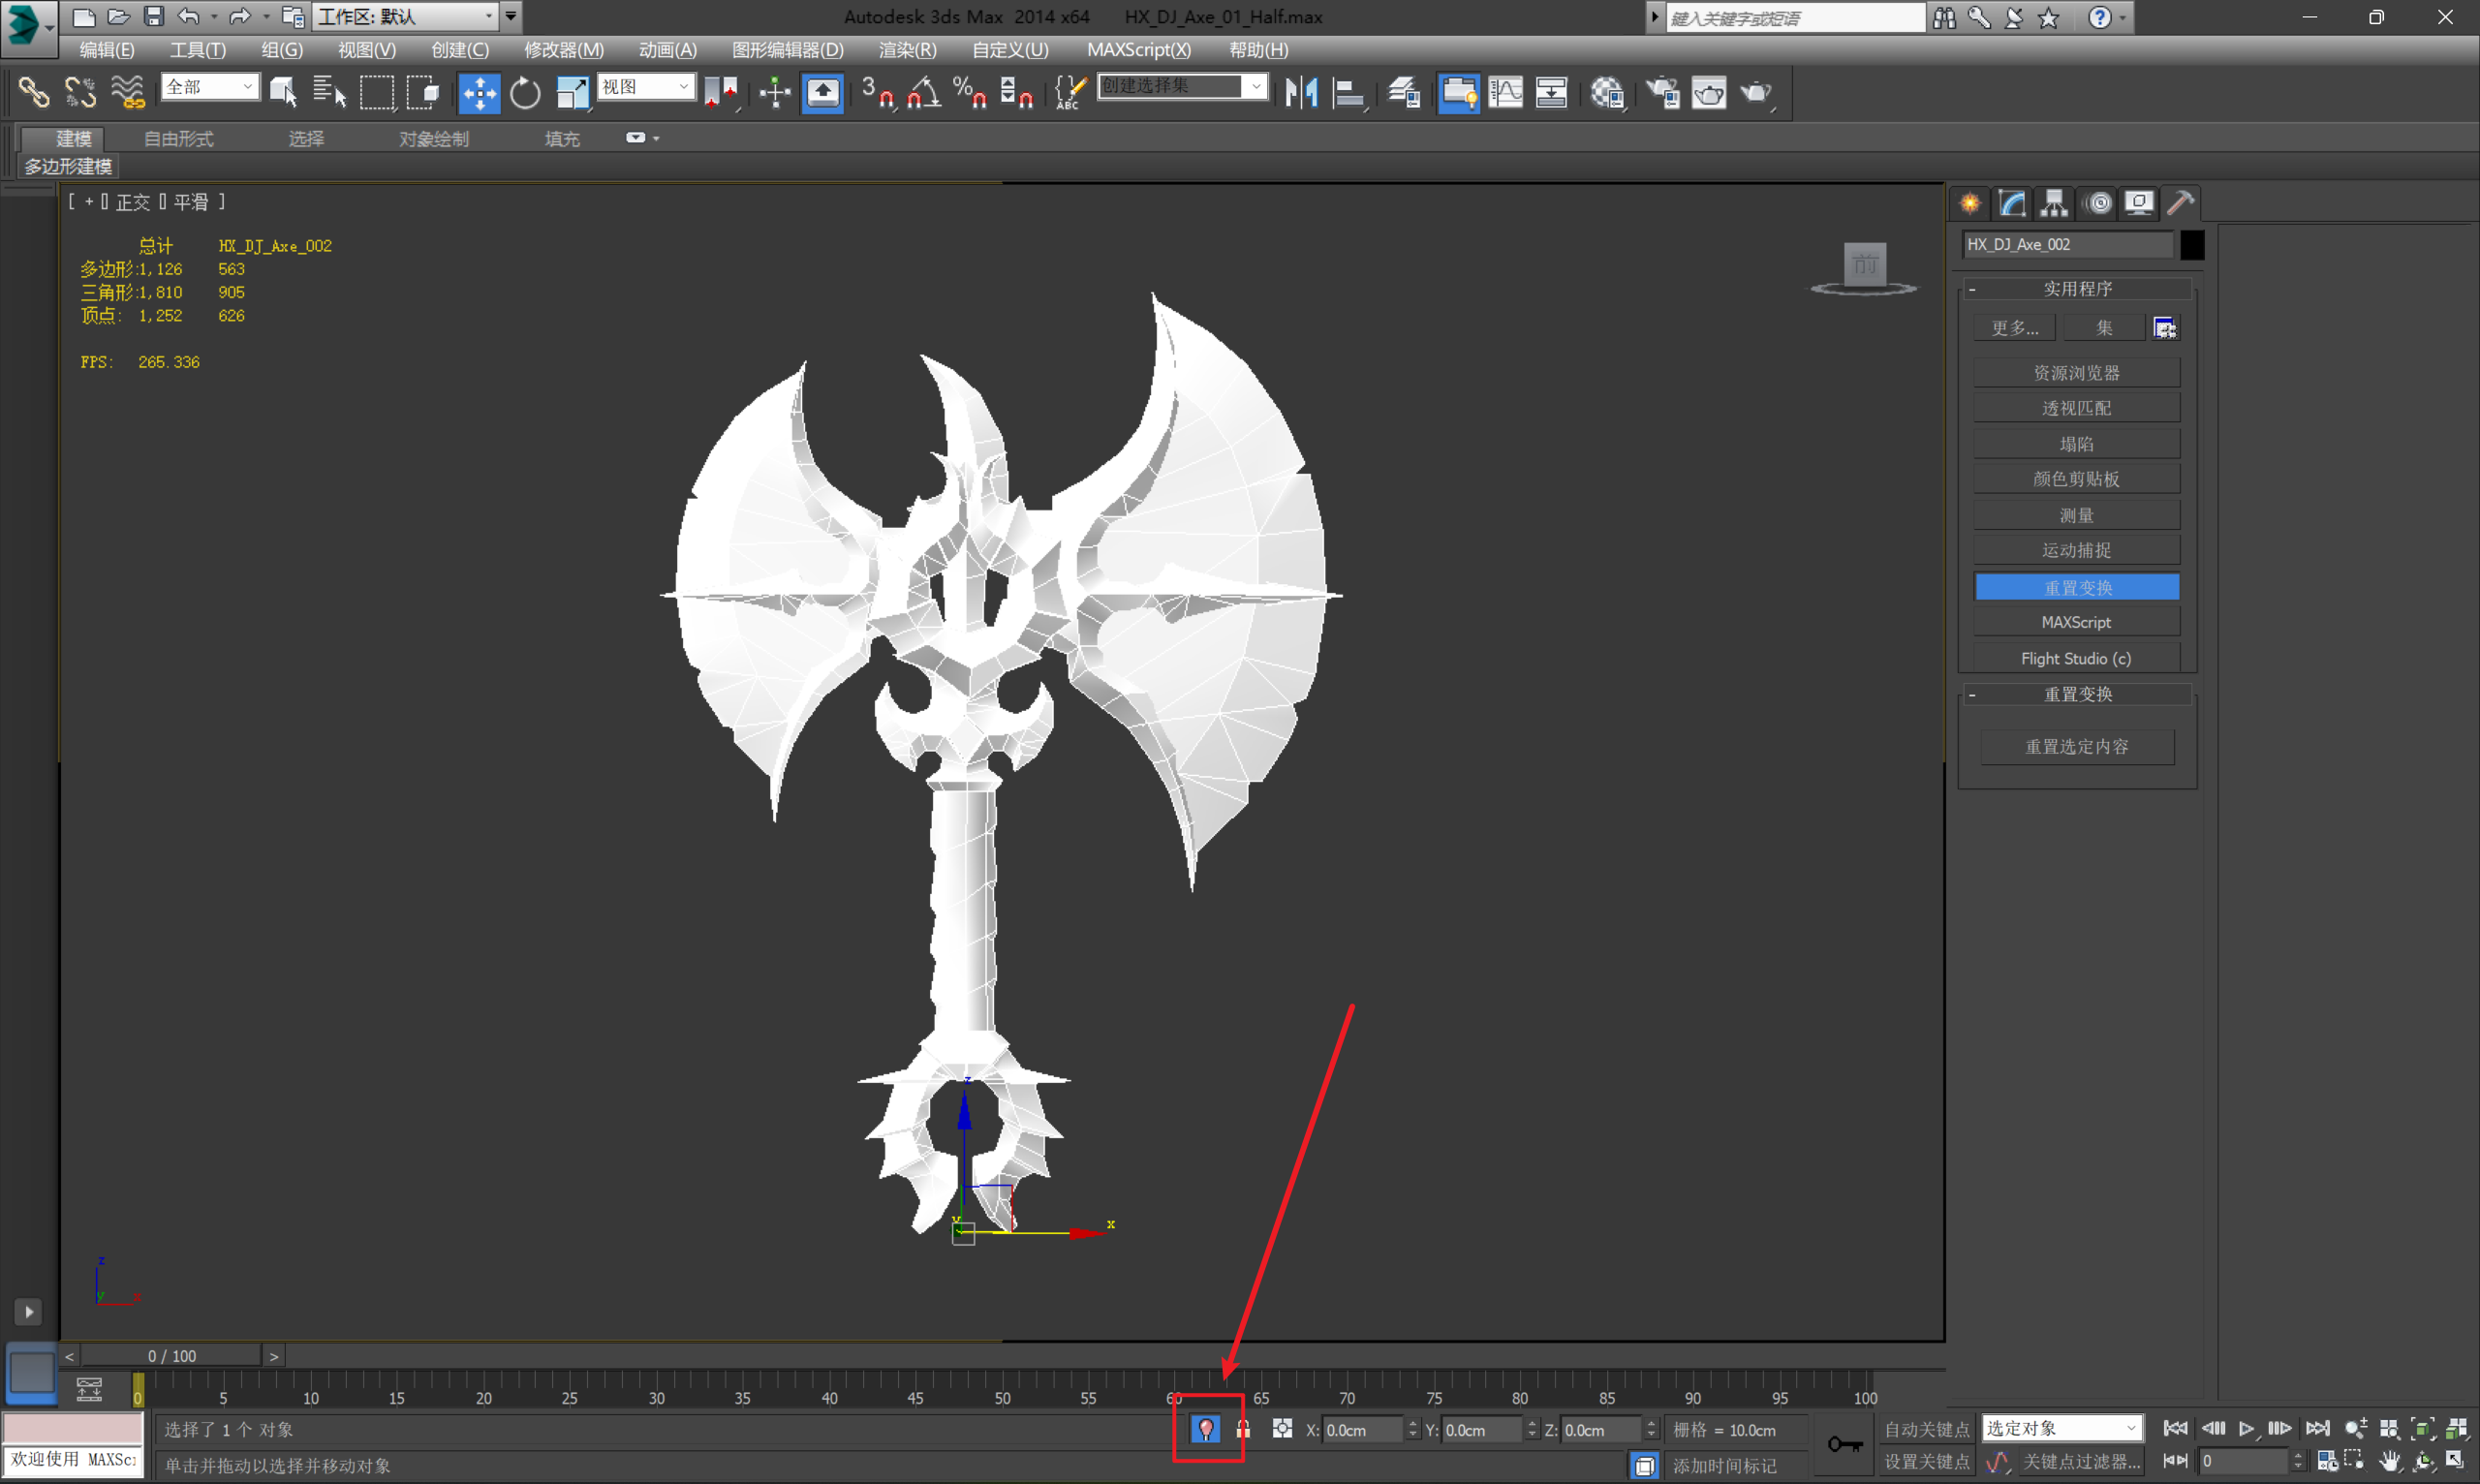 工作区: 默认
Autodesk 3ds Max 2014 x64 HX_DJ_Axe_01_Half.max
键入关键字或短语
编辑(E) 工具(T) 组(G) 视图(V) 创建(C) 修改器(M) 动画(A) 图形编辑器(D) 渲染(R) 自定义(U) MAXScript(X) 帮助(H)
全部 视图 3 % ABC 创建选择集
建模 自由形式 选择 对象绘制 填充
多边形建模
[ + ][ 正交 ][ 平滑 ]
总计 HX_DJ_Axe_002
多边形:1,126 563
三角形:1,810 905
顶点: 1,252 626
FPS: 265.336
前
HX_DJ_Axe_002
- 实用程序
更多... 集
资源浏览器
透视匹配
塌陷
颜色剪贴板
测量
运动捕捉
重置变换
MAXScript
Flight Studio (c)
- 重置变换
重置选定内容
z
y x
z
y x
< 0 / 100 >
0 5 10 15 20 25 30 35 40 45 50 55 60 65 70 75 80 85 90 95 100
选择了 1 个 对象 X: 0.0cm Y: 0.0cm Z: 0.0cm 栅格 = 10.0cm 自动关键点 选定对象
欢迎使用 MAXSc
单击并拖动以选择并移动对象 添加时间标记 设置关键点 关键点过滤器... 0